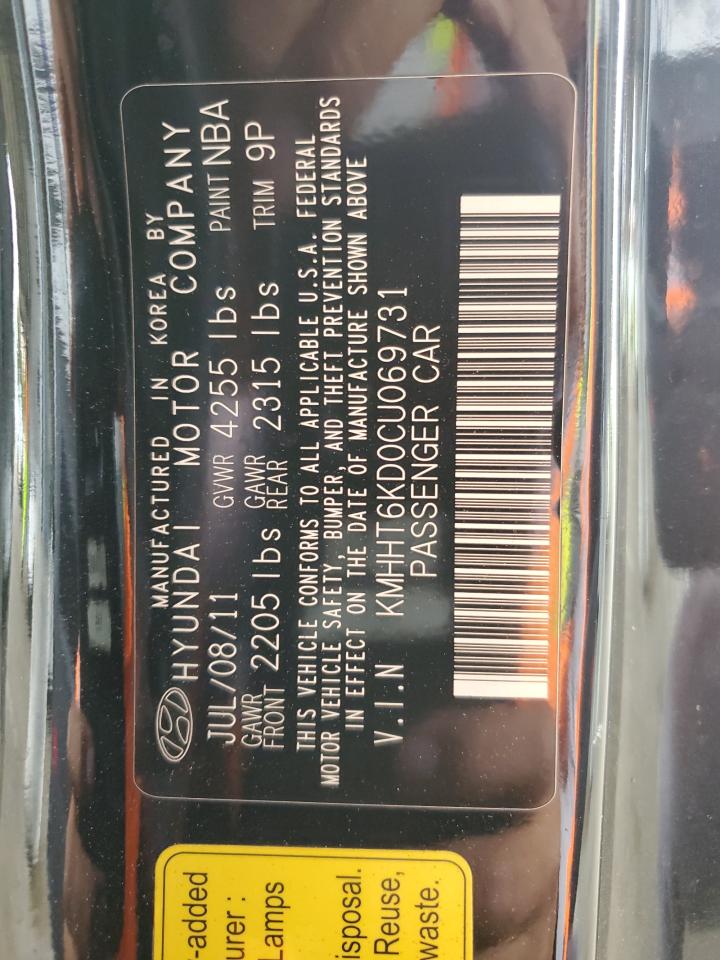 MANUFACTURED IN KOREA BY
HYUNDAI MOTOR COMPANY
JUL/08/11 GVWR 4255 lbs PAINT NBA
GAWR FRONT 2205 lbs GAWR REAR 2315 lbs TRIM 9P
THIS VEHICLE CONFORMS TO ALL APPLICABLE U.S.A. FEDERAL
MOTOR VEHICLE SAFETY, BUMPER, AND THEFT PREVENTION STANDARDS
IN EFFECT ON THE DATE OF MANUFACTURE SHOWN ABOVE
V.I.N KMHHT6KD0CU069731
PASSENGER CAR
-added
urer :
Lamps
isposal.
Reuse,
waste.